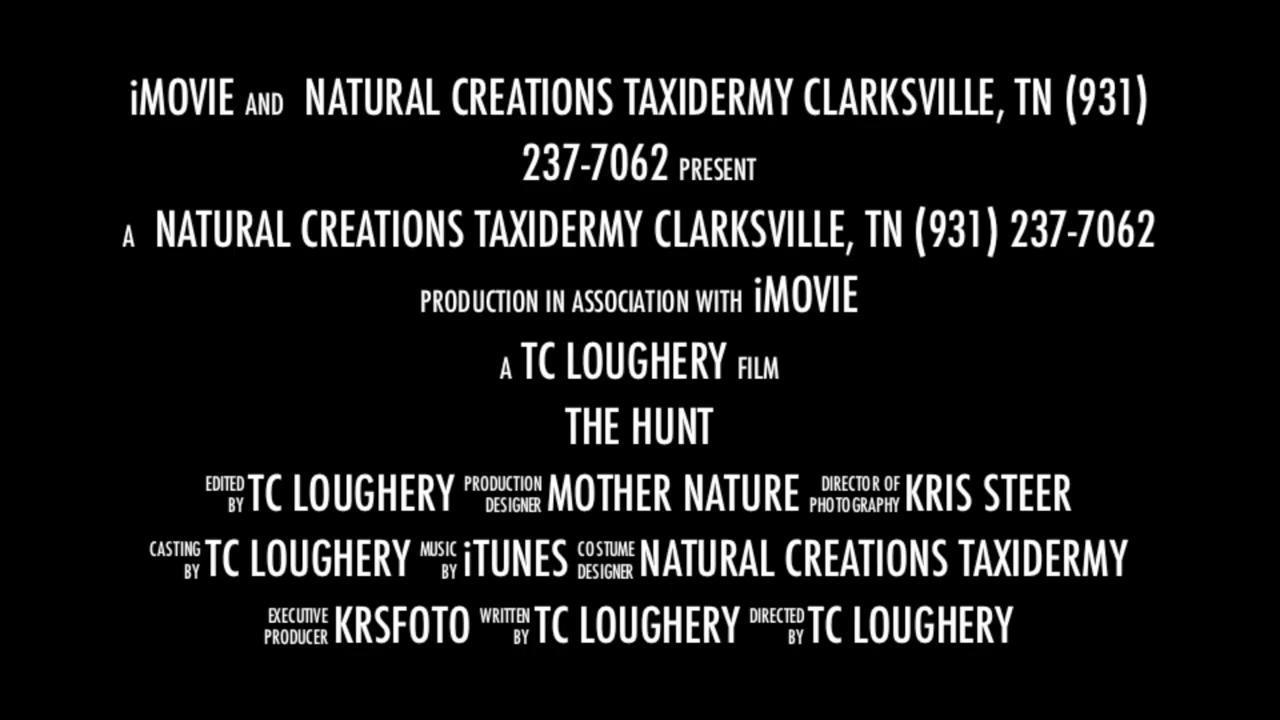 iMOVIE AND NATURAL CREATIONS TAXIDERMY CLARKSVILLE, TN (931)
237-7062 PRESENT
A NATURAL CREATIONS TAXIDERMY CLARKSVILLE, TN (931) 237-7062
PRODUCTION IN ASSOCIATION WITH iMOVIE
A TC LOUGHERY FILM
THE HUNT
EDITED BY TC LOUGHERY PRODUCTION DESIGNER MOTHER NATURE DIRECTOR OF PHOTOGRAPHY KRIS STEER
CASTING BY TC LOUGHERY MUSIC BY iTUNES COSTUME DESIGNER NATURAL CREATIONS TAXIDERMY
EXECUTIVE PRODUCER KRSFOTO WRITTEN BY TC LOUGHERY DIRECTED BY TC LOUGHERY